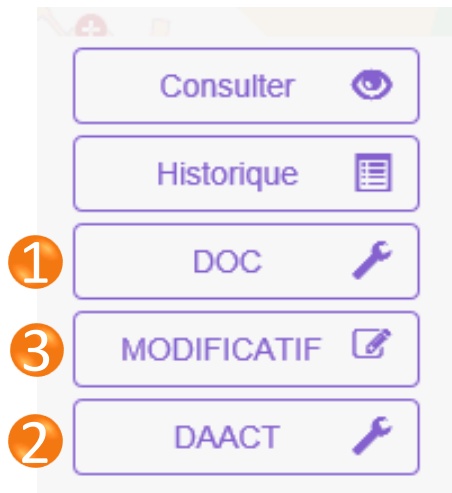 Consulter
Historique
1 DOC
3 MODIFICATIF
2 DAACT